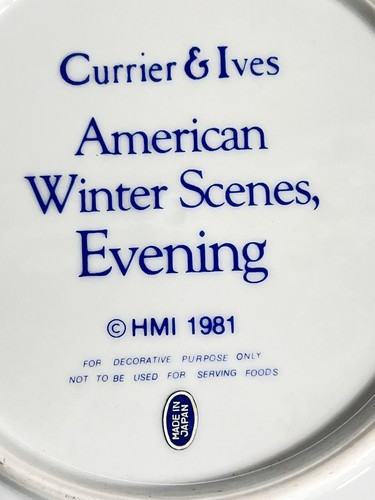 Currier & Ives
American
Winter Scenes,
Evening
© HMI 1981
FOR DECORATIVE PURPOSE ONLY
NOT TO BE USED FOR SERVING FOODS
MADE IN
JAPAN